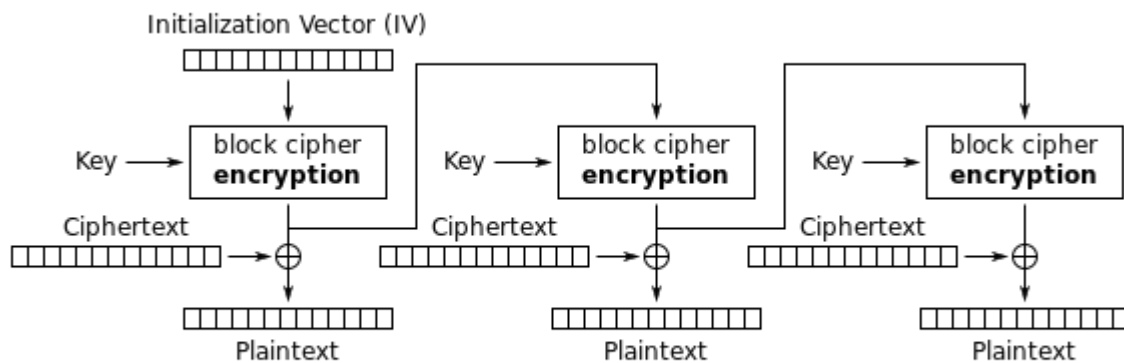 Initialization Vector (IV)
Key
block cipher
encryption
Key
block cipher
encryption
Key
block cipher
encryption
Ciphertext
Ciphertext
Ciphertext
Plaintext
Plaintext
Plaintext